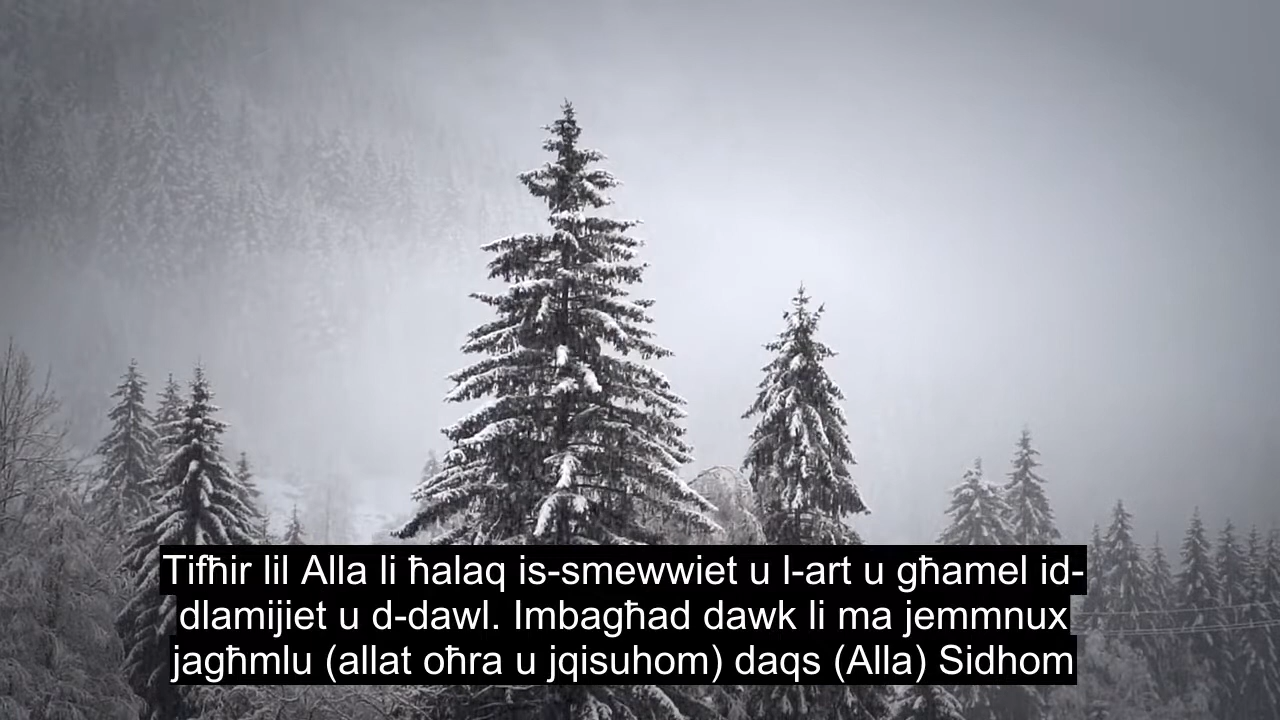 Tifħir lil Alla li ħalaq is-smewwiet u l-art u għamel id-
dlamijiet u d-dawl. Imbagħad dawk li ma jemmnux
jagħmlu (allat oħra u jqisuhom) daqs (Alla) Sidhom